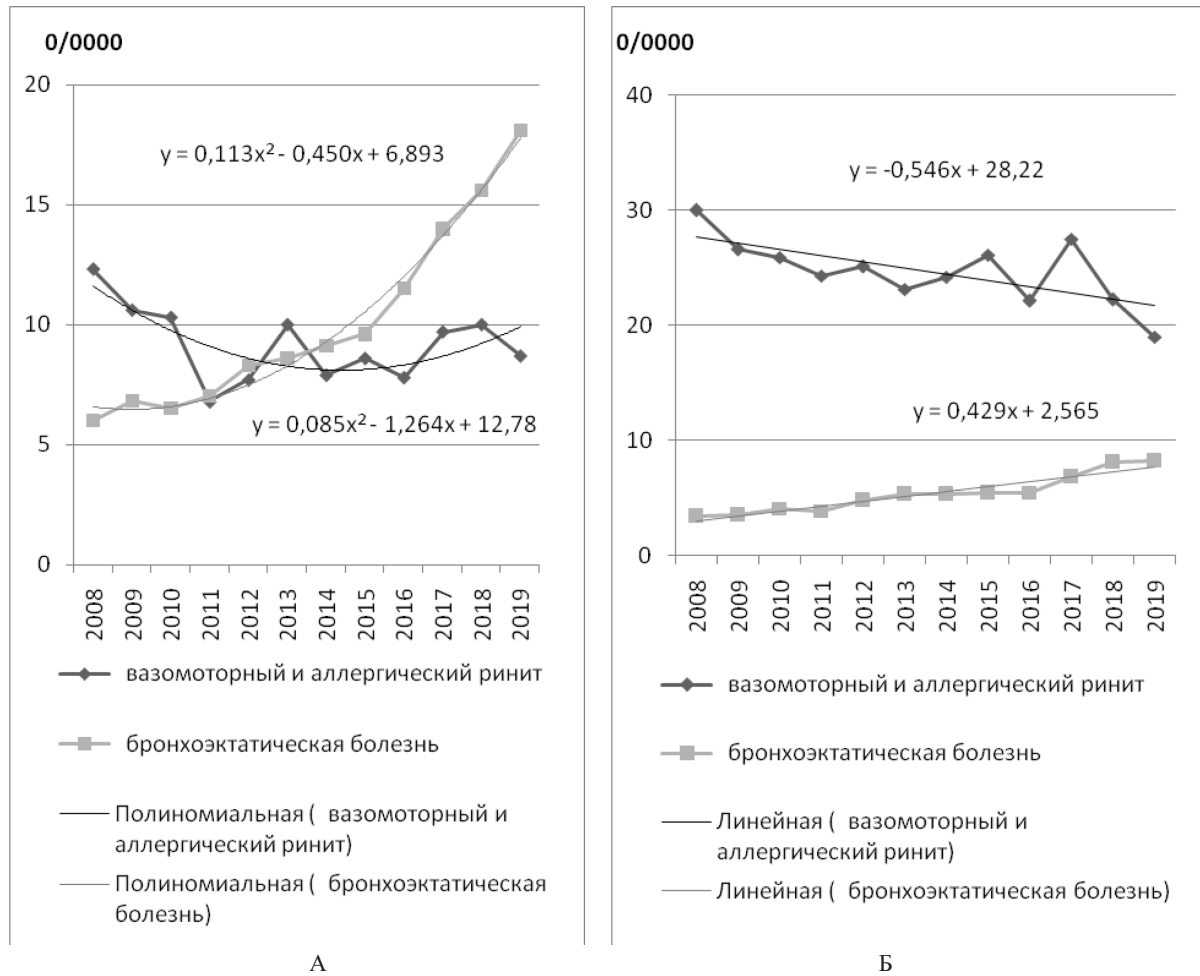 0/0000
20
15
10
5
0
y = 0,113x² - 0,450x + 6,893
y = 0,085x² - 1,264x + 12,78
2008
2009
2010
2011
2012
2013
2014
2015
2016
2017
2018
2019
вазомоторный и аллергический ринит
бронхоэктатическая болезнь
Полиномиальная ( вазомоторный и
аллергический ринит)
Полиномиальная ( бронхоэктатическая
болезнь)
А
0/0000
40
30
20
10
0
y = -0,546x + 28,22
y = 0,429x + 2,565
2008
2009
2010
2011
2012
2013
2014
2015
2016
2017
2018
2019
вазомоторный и аллергический ринит
бронхоэктатическая болезнь
Линейная ( вазомоторный и
аллергический ринит)
Линейная ( бронхоэктатическая болезнь)
Б